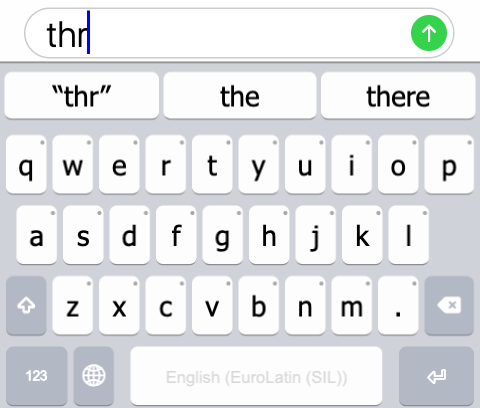 thr
“thr” the there
q w e r t y u i o p
a s d f g h j k l
z x c v b n m .
123 English (EuroLatin (SIL))